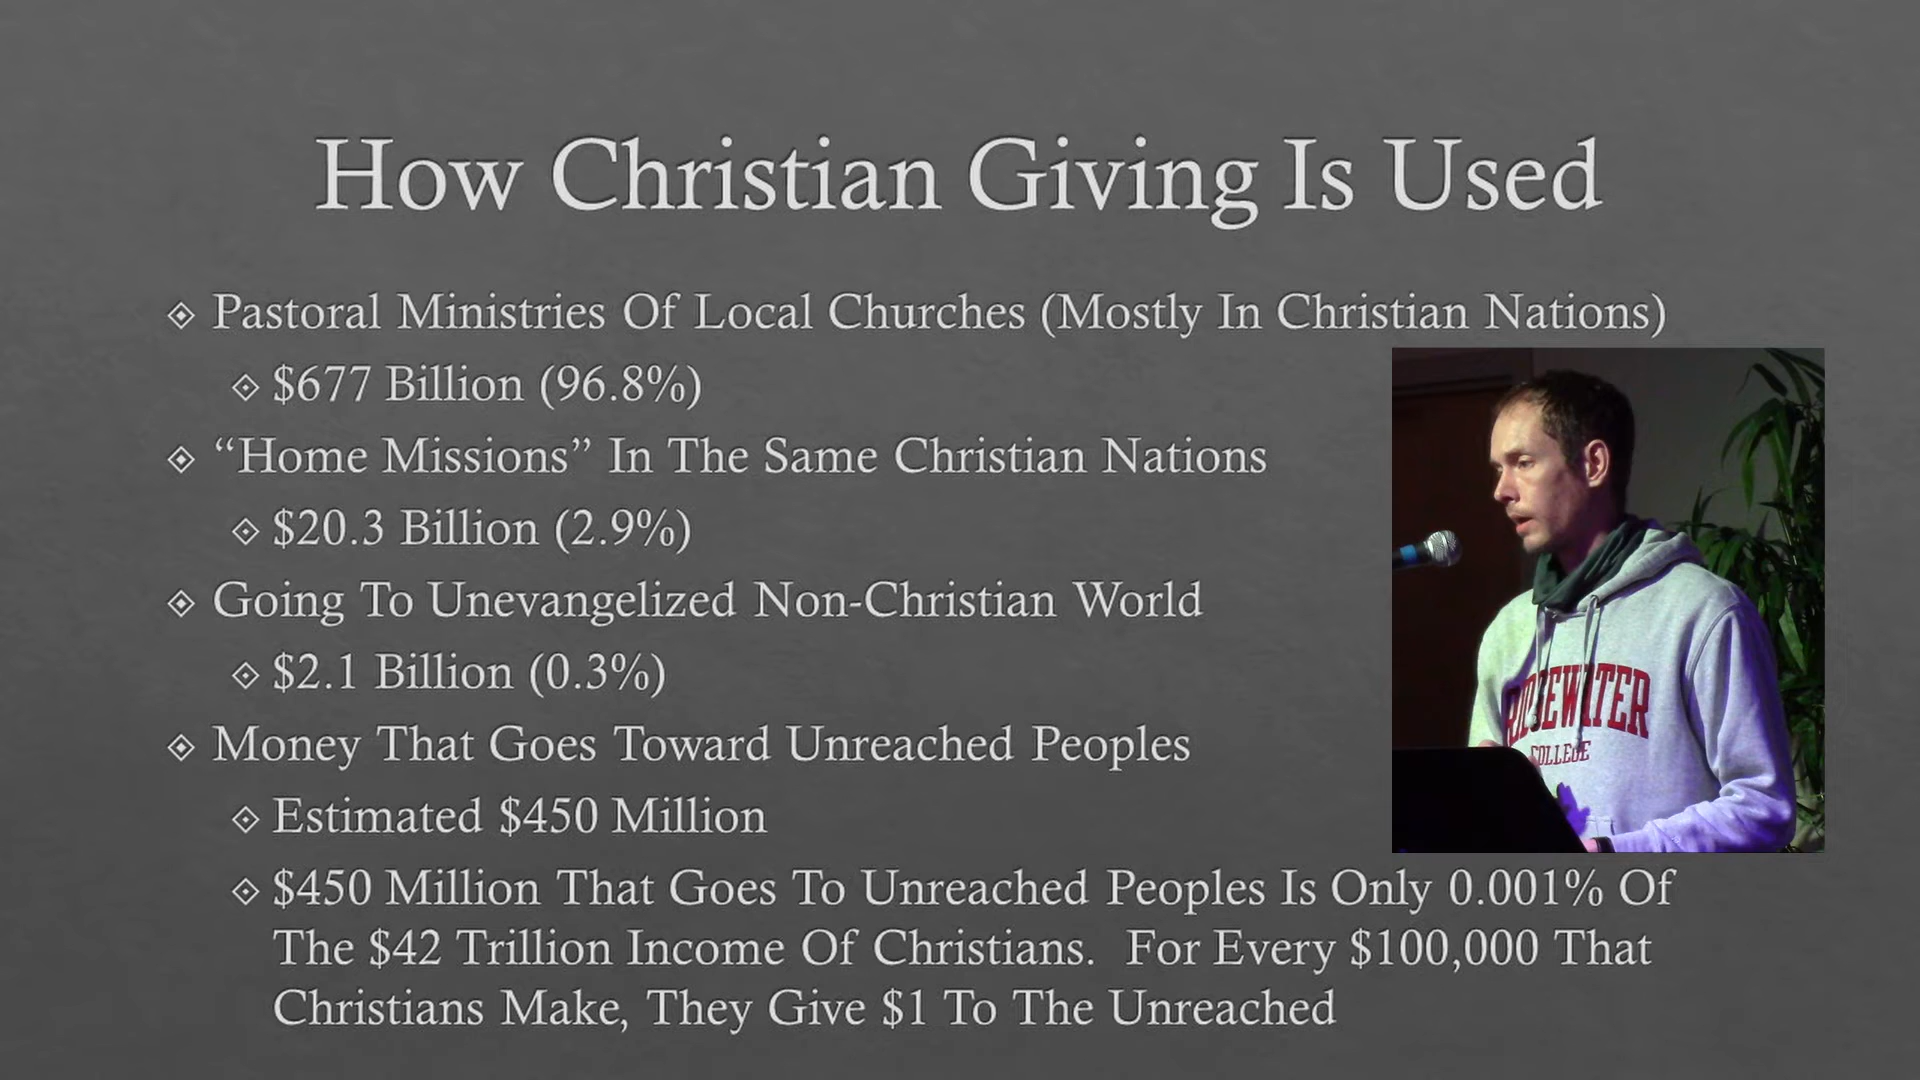 How Christian Giving Is Used
Pastoral Ministries Of Local Churches (Mostly In Christian Nations)
$677 Billion (96.8%)
“Home Missions” In The Same Christian Nations
$20.3 Billion (2.9%)
Going To Unevangelized Non-Christian World
$2.1 Billion (0.3%)
Money That Goes Toward Unreached Peoples
Estimated $450 Million
$450 Million That Goes To Unreached Peoples Is Only 0.001% Of
The $42 Trillion Income Of Christians.  For Every $100,000 That
Christians Make, They Give $1 To The Unreached
BRIDGEWATER
COLLEGE